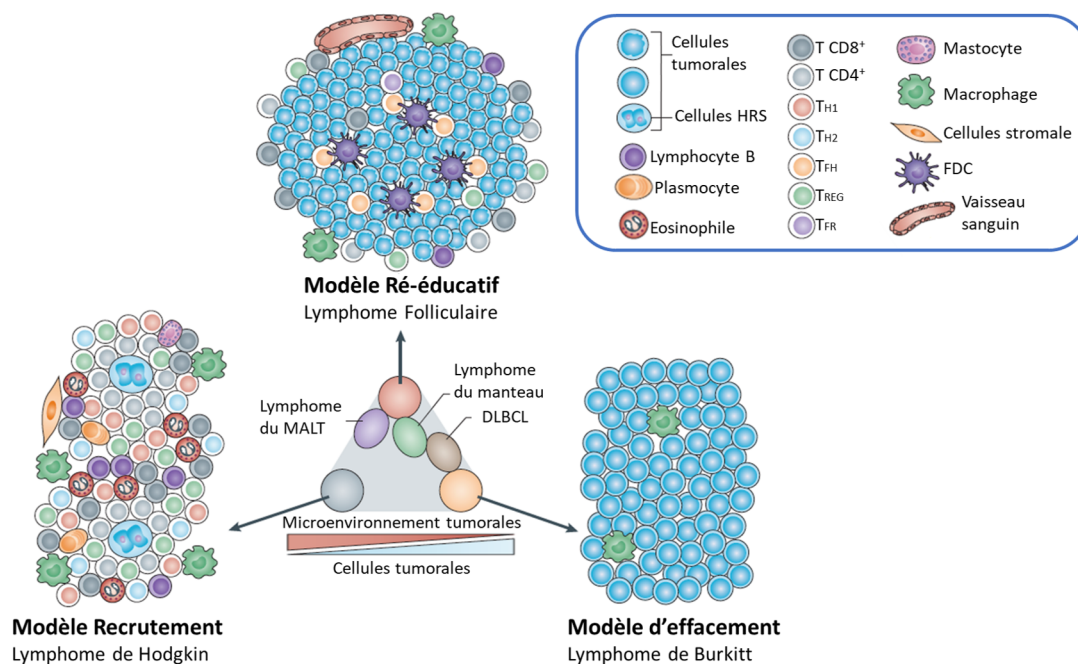 Cellules
tumorales
Cellules HRS
Lymphocyte B
Plasmocyte
Eosinophile
T CD8⁺
T CD4⁺
TH1
TH2
TFH
TREG
TFR
Mastocyte
Macrophage
Cellules stromale
FDC
Vaisseau
sanguin
Modèle Ré-éducatif
Lymphome Folliculaire
Lymphome
du MALT
Lymphome
du manteau
DLBCL
Microenvironnement tumorales
Cellules tumorales
Modèle Recrutement
Lymphome de Hodgkin
Modèle d'effacement
Lymphome de Burkitt